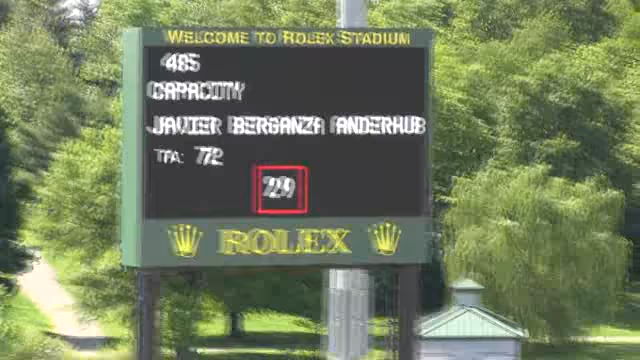 WELCOME TO ROLEX STADIUM
485
CAPACITY
JAVIER BERGANZA ANDERHUB
TFA: 72
29
ROLEX